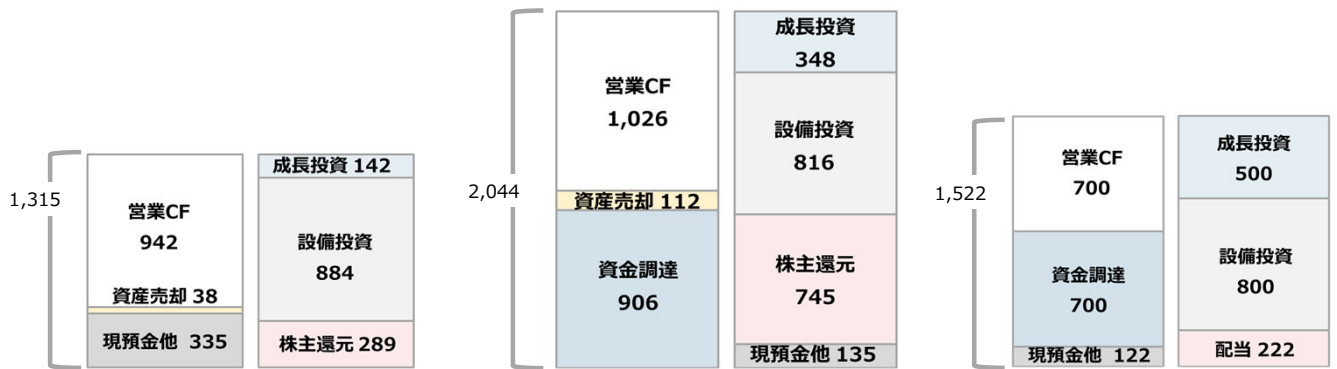 1,315
営業CF
942
資産売却 38
現預金他 335
成長投資 142
設備投資
884
株主還元 289
2,044
営業CF
1,026
資産売却 112
資金調達
906
成長投資
348
設備投資
816
株主還元
745
現預金他 135
1,522
営業CF
700
資金調達
700
現預金他 122
成長投資
500
設備投資
800
配当 222